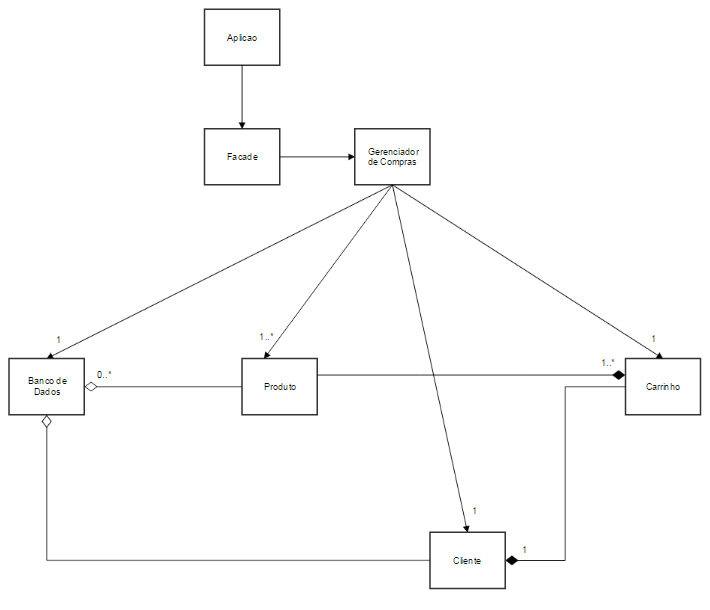 Aplicao
Facade
Gerenciador
de Compras
1
1..*
1
Banco de
Dados
0..*
Produto
1..*
Carrinho
1
Cliente
1